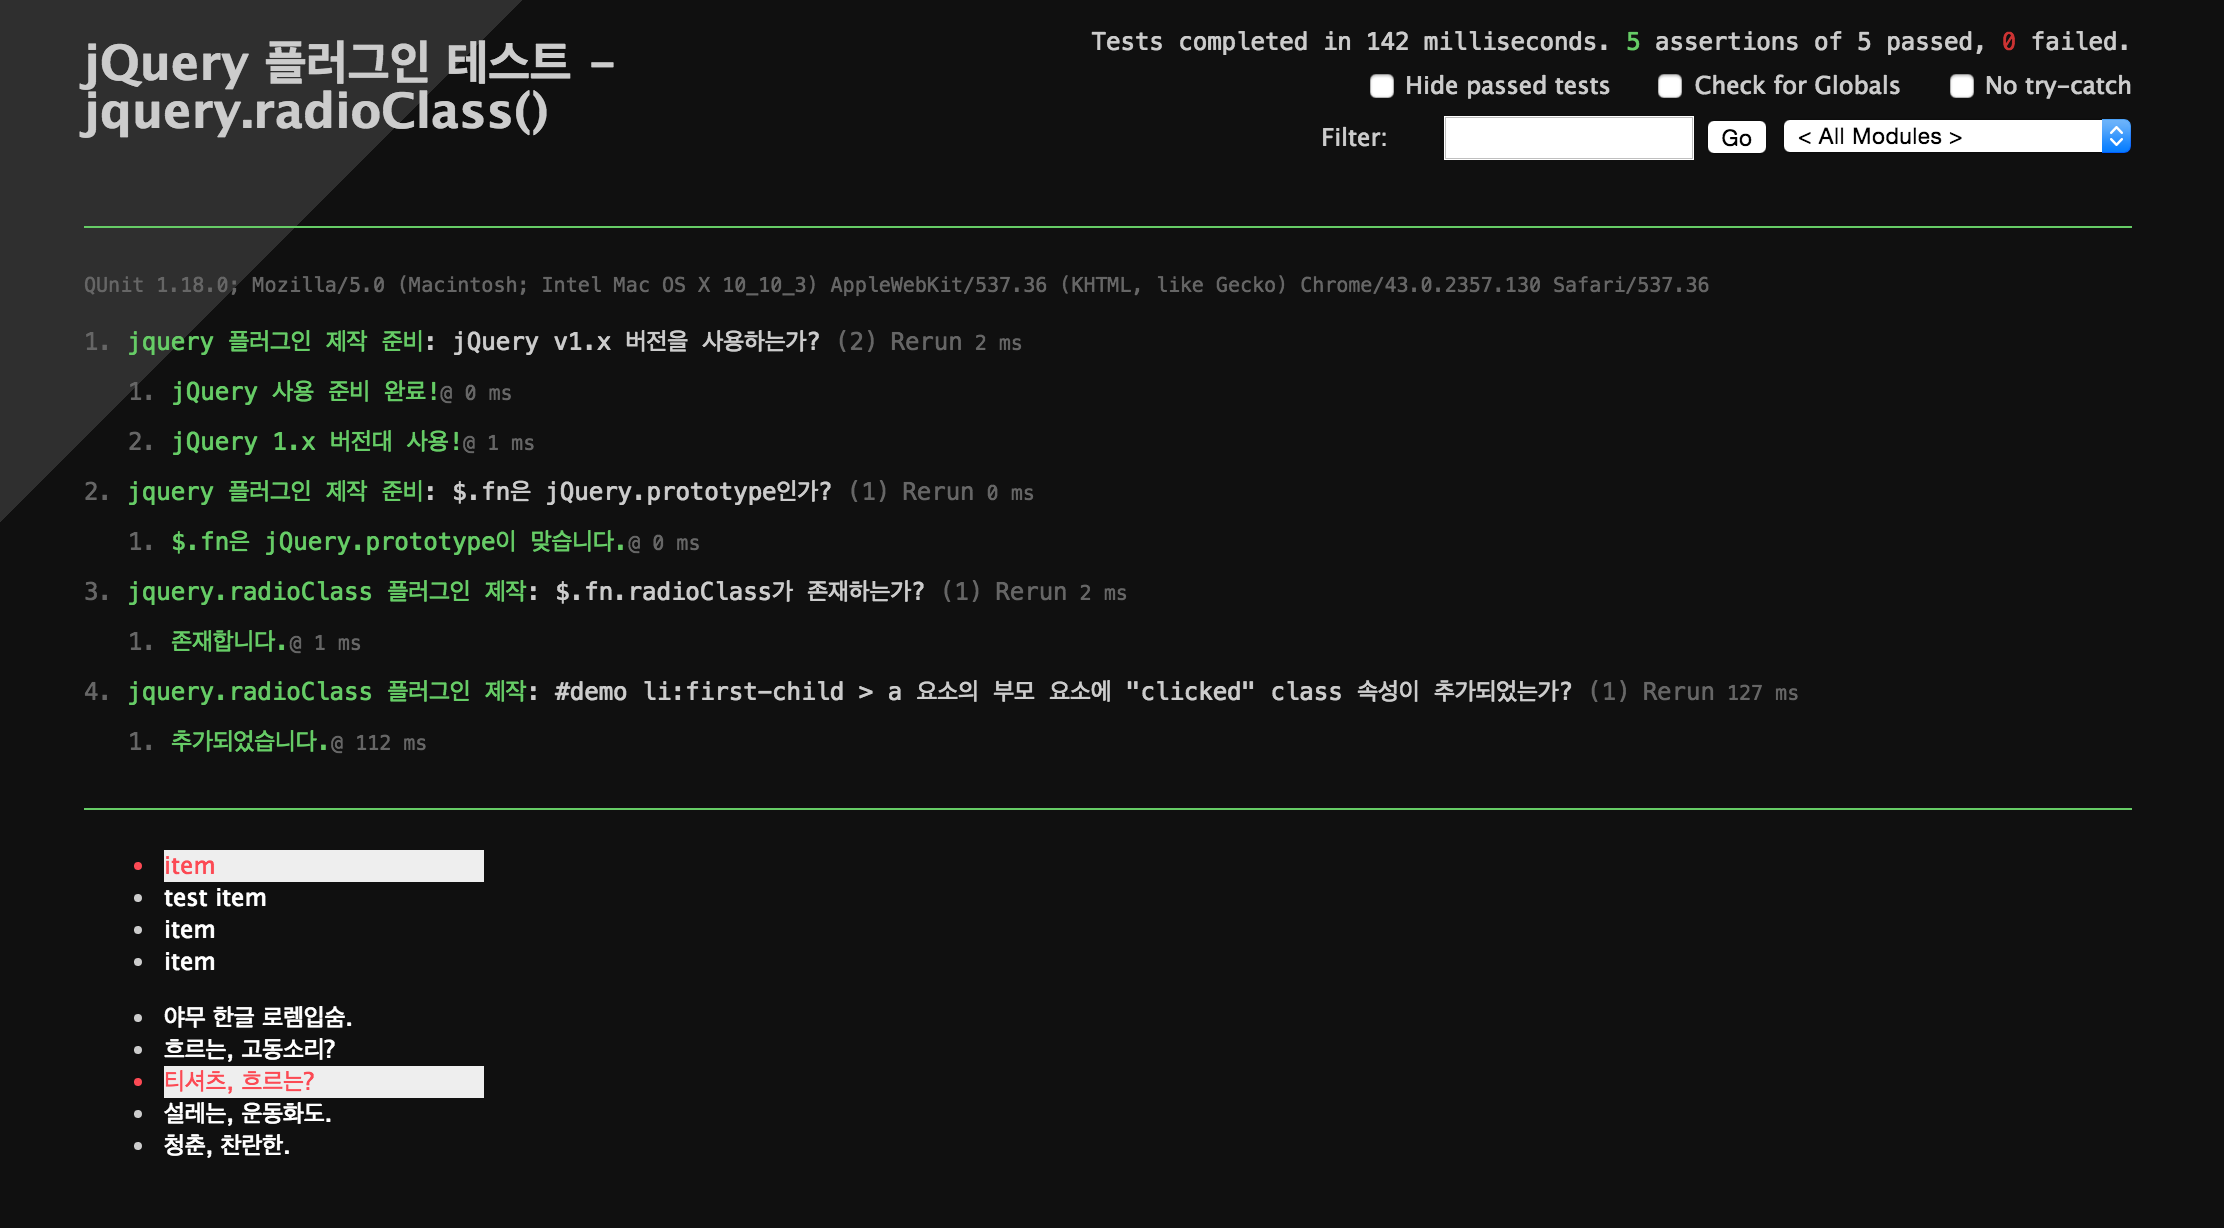 jQuery 플러그인 테스트 -
jquery.radioClass()
Tests completed in 142 milliseconds. 5 assertions of 5 passed, 0 failed.
Hide passed tests Check for Globals No try-catch
Filter: Go < All Modules >
QUnit 1.18.0; Mozilla/5.0 (Macintosh; Intel Mac OS X 10_10_3) AppleWebKit/537.36 (KHTML, like Gecko) Chrome/43.0.2357.130 Safari/537.36
1. jquery 플러그인 제작 준비: jQuery v1.x 버전을 사용하는가? (2) Rerun 2 ms
1. jQuery 사용 준비 완료!@ 0 ms
2. jQuery 1.x 버전대 사용!@ 1 ms
2. jquery 플러그인 제작 준비: $.fn은 jQuery.prototype인가? (1) Rerun 0 ms
1. $.fn은 jQuery.prototype이 맞습니다.@ 0 ms
3. jquery.radioClass 플러그인 제작: $.fn.radioClass가 존재하는가? (1) Rerun 2 ms
1. 존재합니다.@ 1 ms
4. jquery.radioClass 플러그인 제작: #demo li:first-child > a 요소의 부모 요소에 "clicked" class 속성이 추가되었는가? (1) Rerun 127 ms
1. 추가되었습니다.@ 112 ms
• item
• test item
• item
• item
• 야무 한글 로렘입숨.
• 흐르는, 고동소리?
• 티셔츠, 흐르는?
• 설레는, 운동화도.
• 청춘, 찬란한.